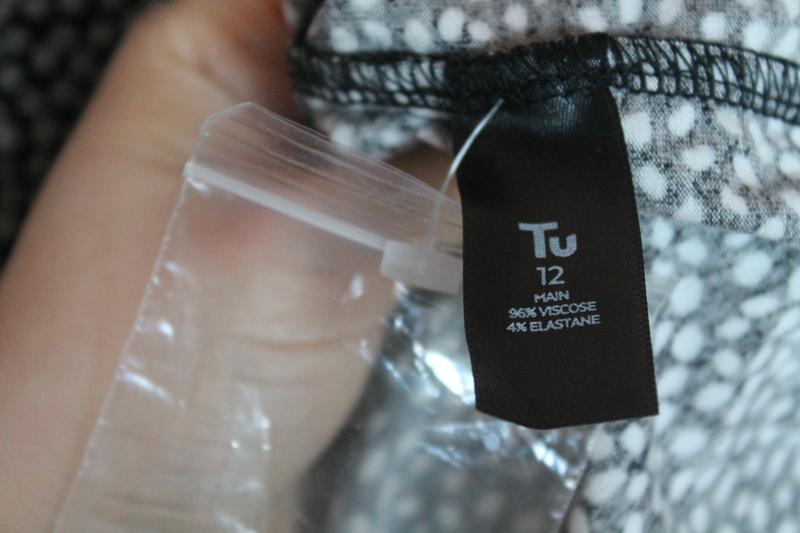 Tu
12
MAIN
96% VISCOSE
4% ELASTANE